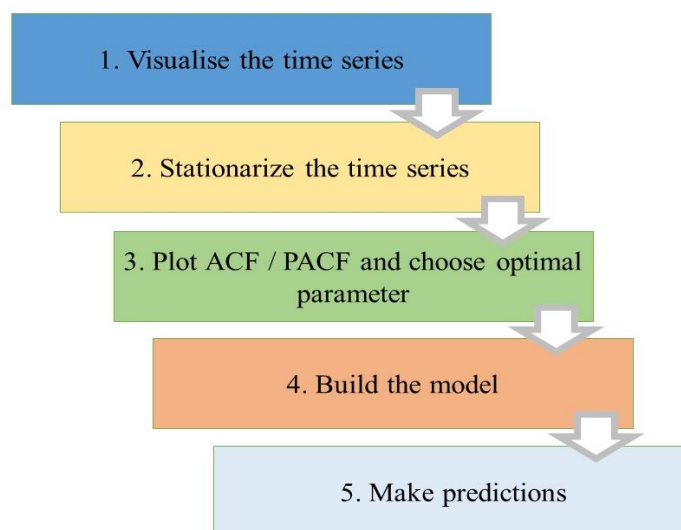 1. Visualise the time series
2. Stationarize the time series
3. Plot ACF / PACF and choose optimal
parameter
4. Build the model
5. Make predictions